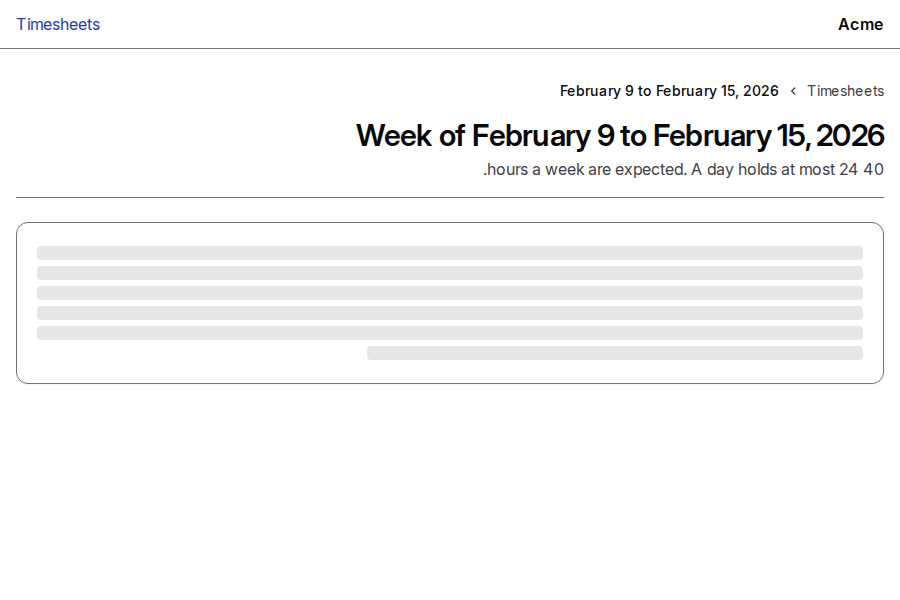 Timesheets
Acme
February 9 to February 15, 2026 ‹ Timesheets
Week of February 9 to February 15, 2026
.hours a week are expected. A day holds at most 24 40